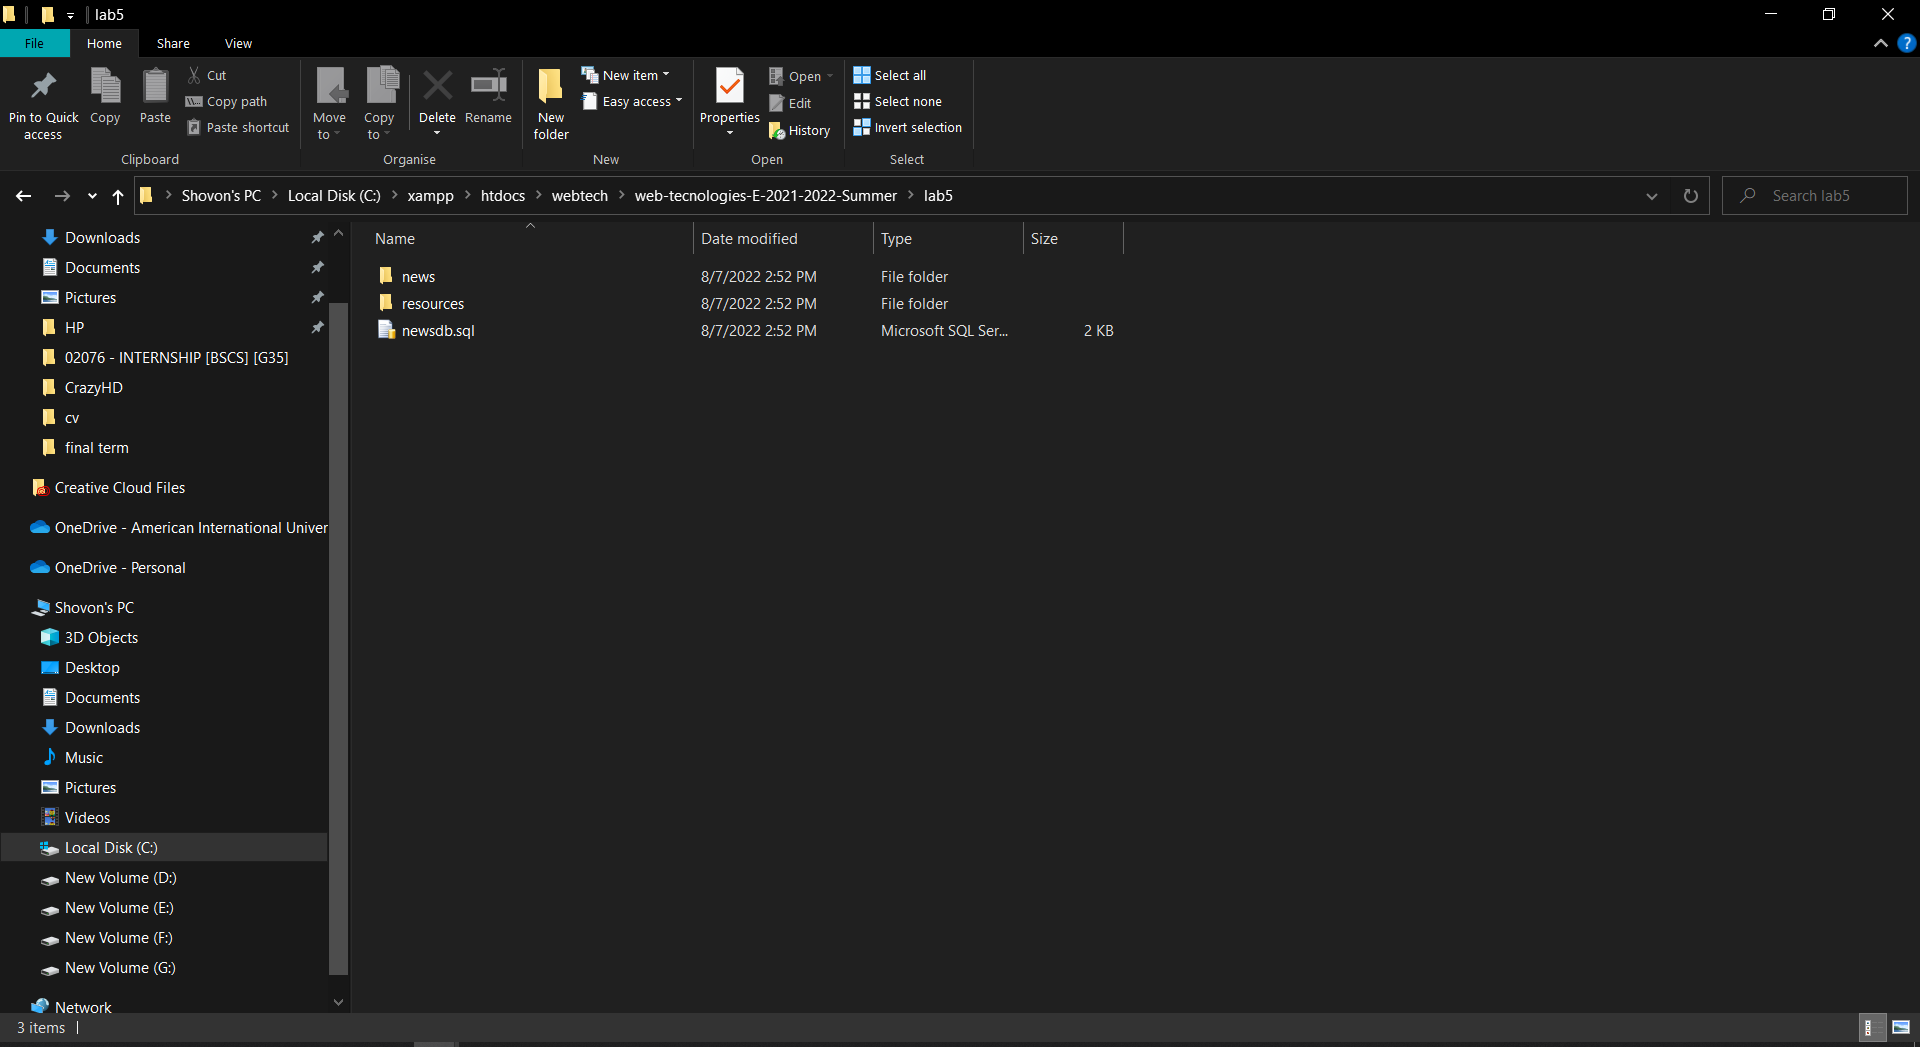 lab5
File Home Share View
Pin to Quick access
Copy
Paste
Cut
Copy path
Paste shortcut
Clipboard
Move to
Copy to
Delete
Rename
Organise
New folder
New item
Easy access
New
Properties
Open
Edit
History
Open
Select all
Select none
Invert selection
Select
Shovon's PC Local Disk (C:) xampp htdocs webtech web-tecnologies-E-2021-2022-Summer lab5
Search lab5
Downloads
Documents
Pictures
HP
02076 - INTERNSHIP [BSCS] [G35]
CrazyHD
cv
final term
Creative Cloud Files
OneDrive - American International Univer
OneDrive - Personal
Shovon's PC
3D Objects
Desktop
Documents
Downloads
Music
Pictures
Videos
Local Disk (C:)
New Volume (D:)
New Volume (E:)
New Volume (F:)
New Volume (G:)
Network
Name Date modified Type Size
news 8/7/2022 2:52 PM File folder
resources 8/7/2022 2:52 PM File folder
newsdb.sql 8/7/2022 2:52 PM Microsoft SQL Ser... 2 KB
3 items